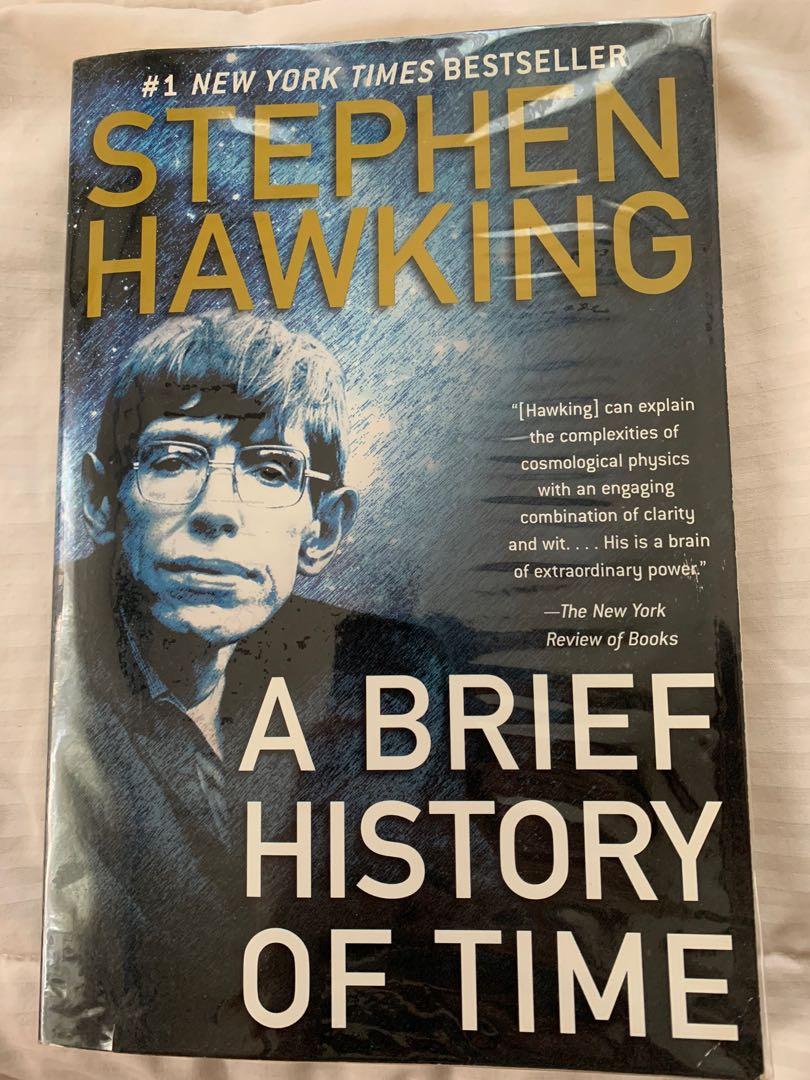 #1 NEW YORK TIMES BESTSELLER
STEPHEN
HAWKING
“[Hawking] can explain
the complexities of
cosmological physics
with an engaging
combination of clarity
and wit. . . . His is a brain
of extraordinary power.”
—The New York
Review of Books
A BRIEF
HISTORY
OF TIME